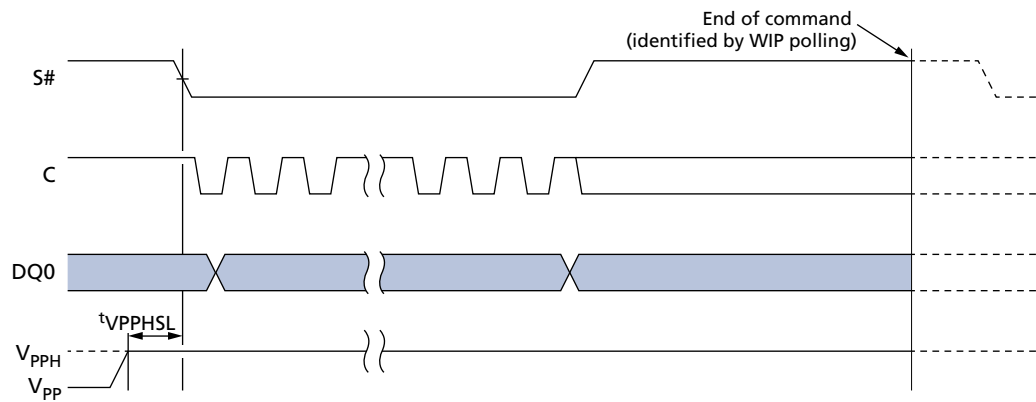 End of command
(identified by WIP polling)
S#
C
DQ0
tVPPHSL
VPPH
VPP